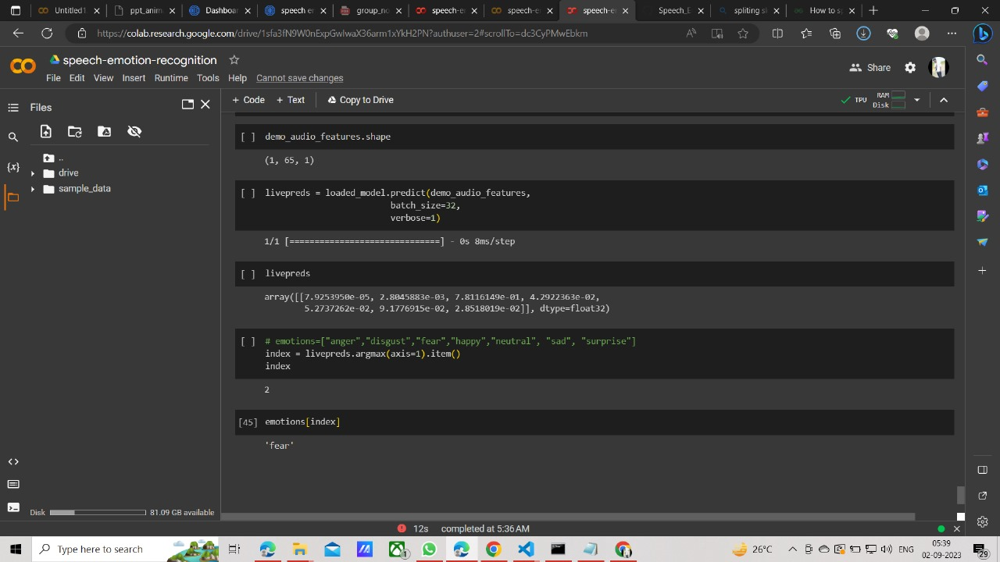 Untitled1
ppt_anim
Dashboar
speech er
group_no
speech-e
speech-e
speech-e
Speech_E
spliting sl
How to s
https://colab.research.google.com/drive/1sfa3fN9W0nExpGwlwaX36arm1xYkH2PN?authuser=2#scrollTo=dc3CyPMwEbkm
speech-emotion-recognition
File Edit View Insert Runtime Tools Help Cannot save changes
Share
Files
+ Code + Text Copy to Drive
TPU RAM
Disk
..
drive
sample_data
[ ] demo_audio_features.shape
(1, 65, 1)
[ ] livepreds = loaded_model.predict(demo_audio_features,
batch_size=32,
verbose=1)
1/1 [==============================] - 0s 8ms/step
[ ] livepreds
array([[7.9253950e-05, 2.8045883e-03, 7.8116149e-01, 4.2922363e-02,
5.2737262e-02, 9.1776915e-02, 2.8518019e-02]], dtype=float32)
[ ] # emotions=["anger","disgust","fear","happy","neutral", "sad", "surprise"]
index = livepreds.argmax(axis=1).item()
index
2
[45] emotions[index]
'fear'
Disk 81.09 GB available
12s completed at 5:36 AM
Type here to search
26°C
ENG
05:39
02-09-2023
29